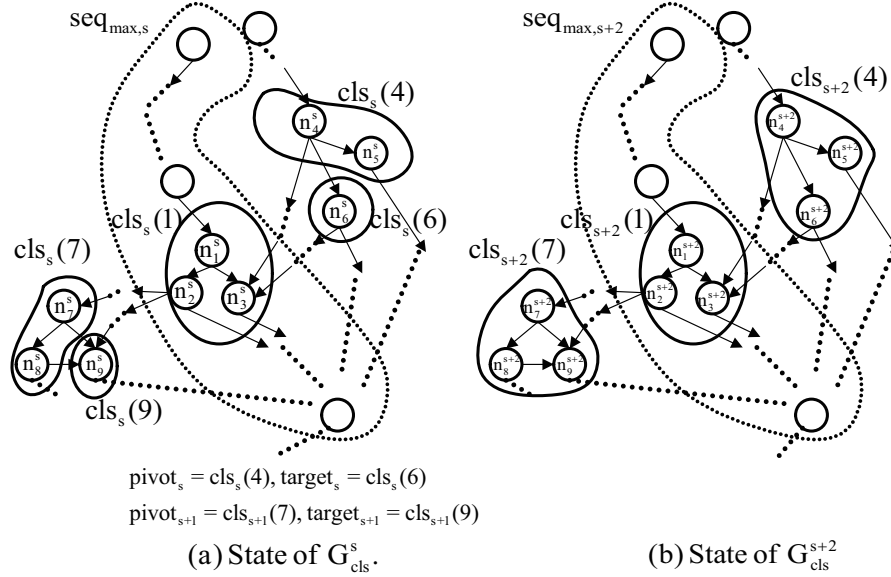 seq_max,s
cls_s(4)
n_4^s
n_5^s
n_6^s
cls_s(6)
cls_s(1)
n_1^s
n_2^s
n_3^s
cls_s(7)
n_7^s
n_8^s
n_9^s
cls_s(9)
pivot_s = cls_s(4), target_s = cls_s(6)
pivot_s+1 = cls_s+1(7), target_s+1 = cls_s+1(9)
(a) State of G_cls^s.
seq_max,s+2
cls_s+2(4)
n_4^s+2
n_5^s+2
n_6^s+2
cls_s+2(1)
n_1^s+2
n_2^s+2
n_3^s+2
cls_s+2(7)
n_7^s+2
n_8^s+2
n_9^s+2
(b) State of G_cls^s+2